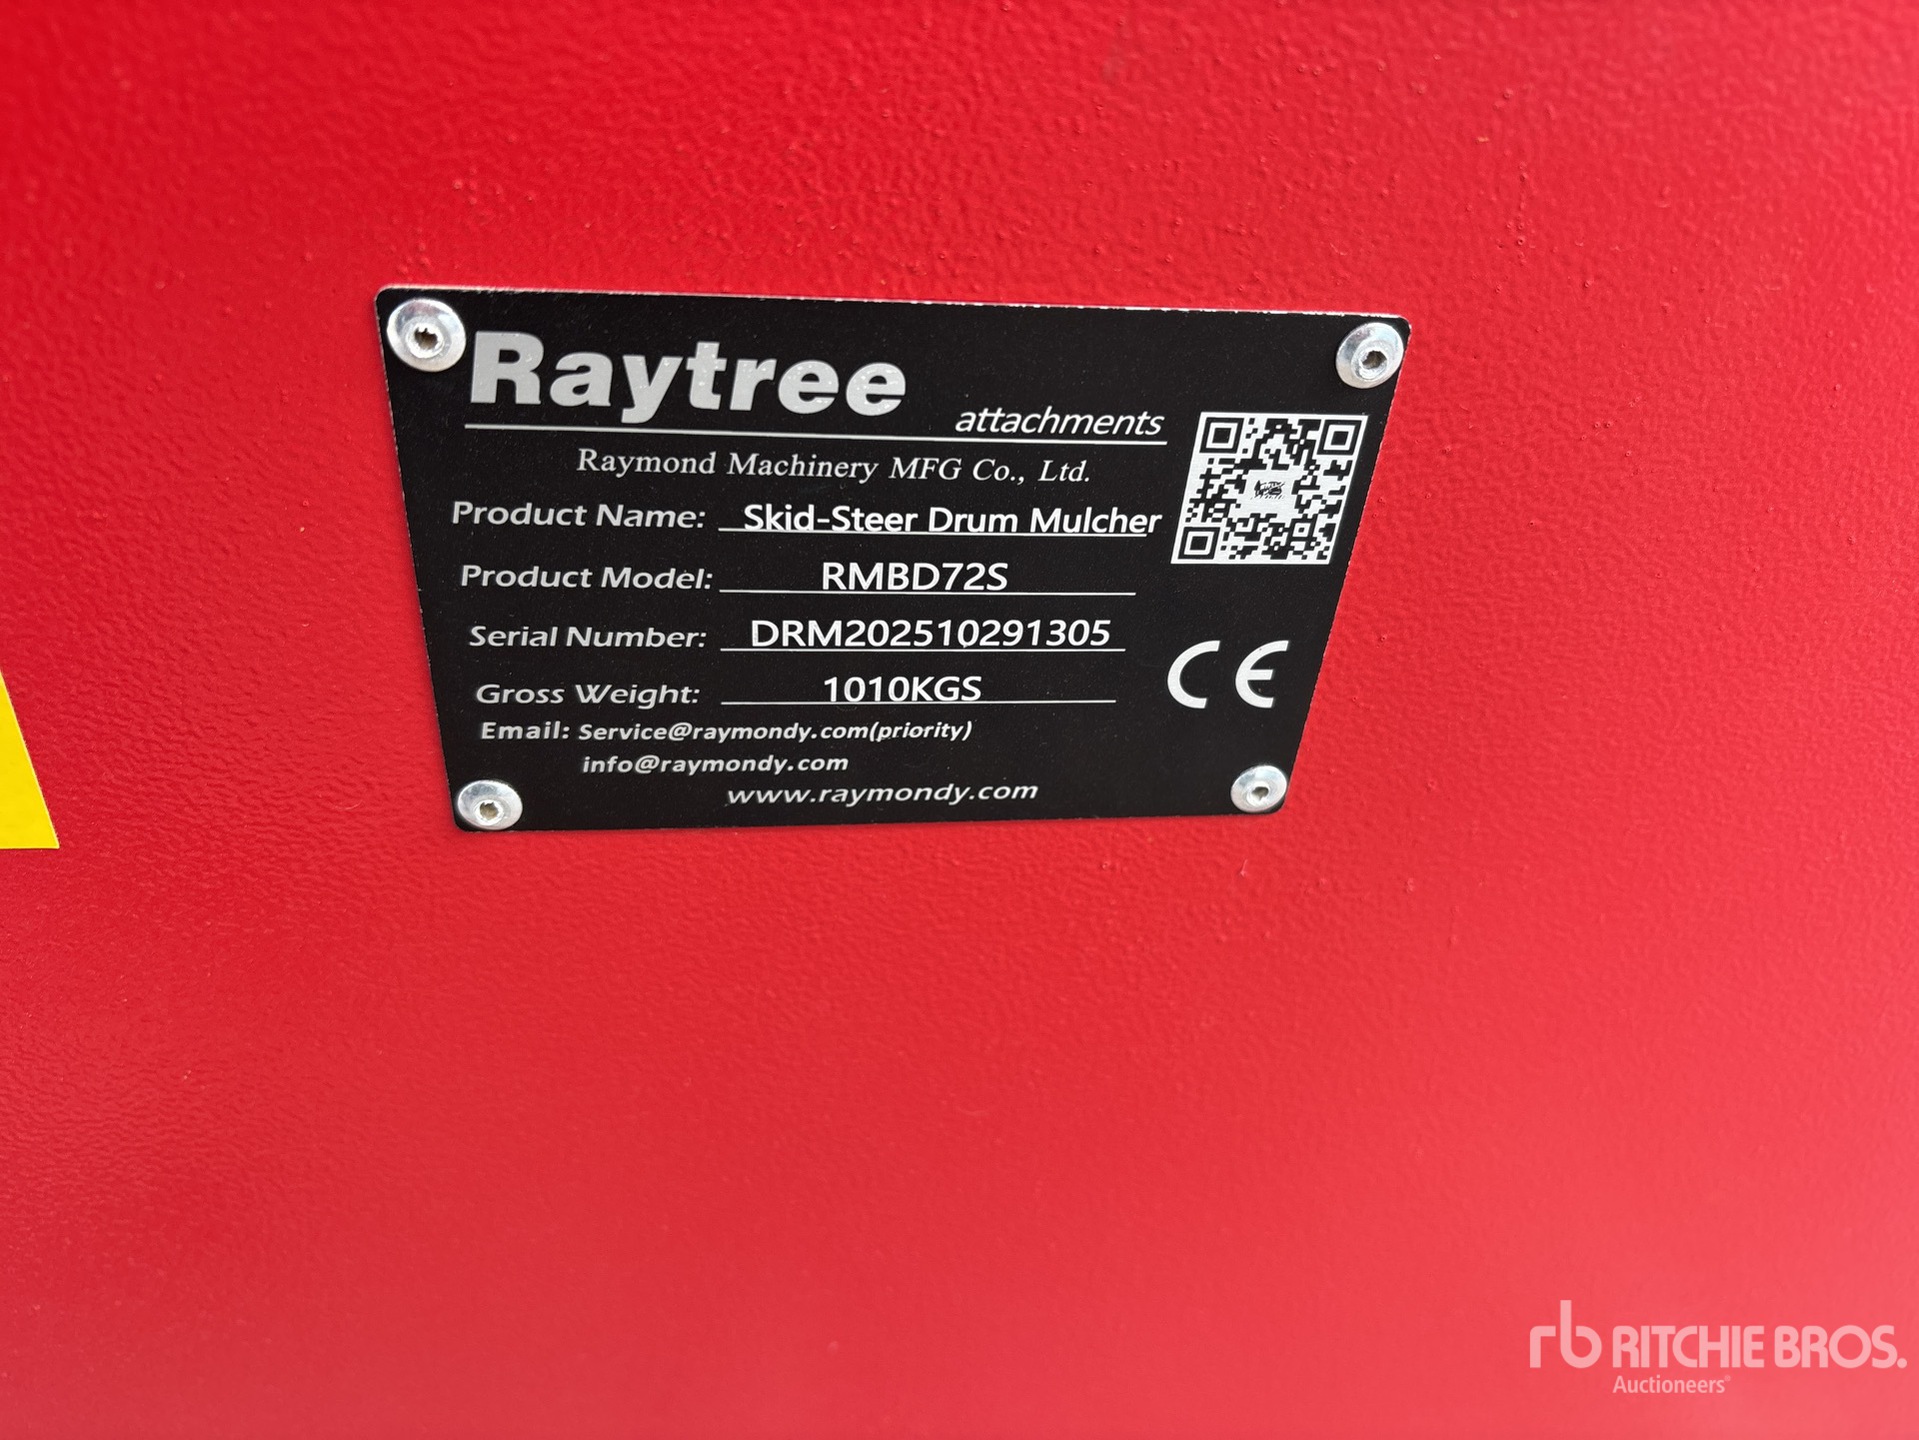 Raytree
attachments
Raymond Machinery MFG Co., Ltd.
Product Name: Skid-Steer Drum Mulcher
Product Model: RMBD72S
Serial Number: DRM202510291305
Gross Weight: 1010KGS
CE
Email: Service@raymondy.com(priority)
info@raymondy.com
www.raymondy.com
rb RITCHIE BROS.
Auctioneers®